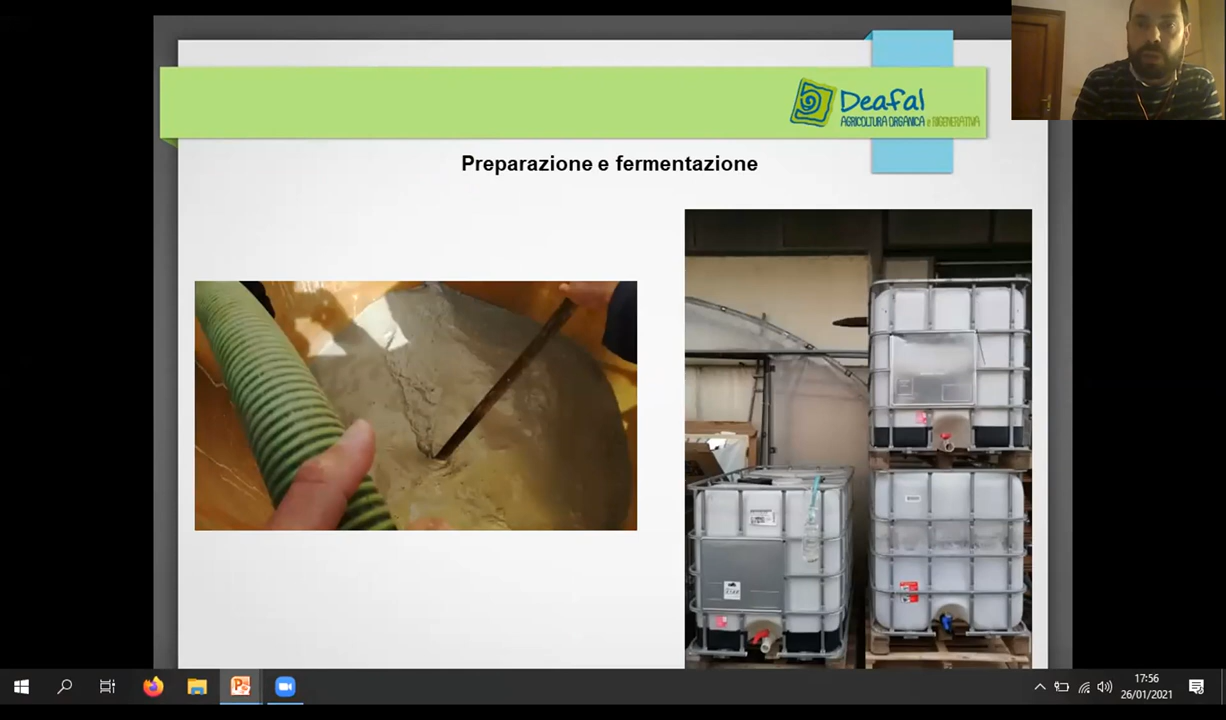 Deafal
AGRICOLTURA ORGANICA e RIGENERATIVA
Preparazione e fermentazione
17:56
26/01/2021